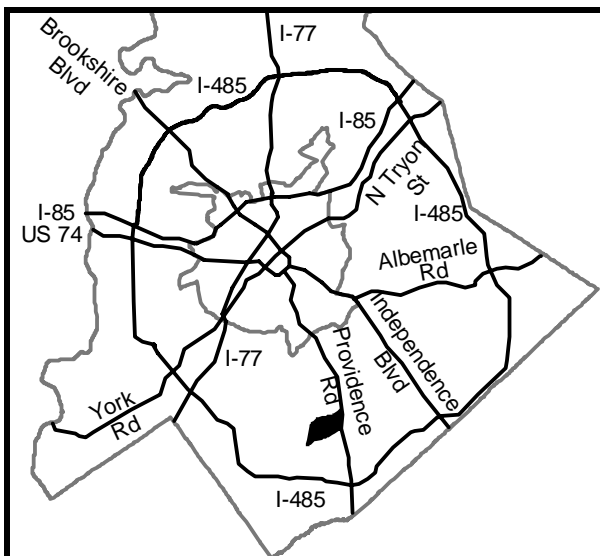 I-77
Brookshire
Blvd
I-485
I-85
N Tryon
St
I-85
US 74
I-485
Albemarle
Rd
Independence
Blvd
Providence
Rd
I-77
York
Rd
I-485